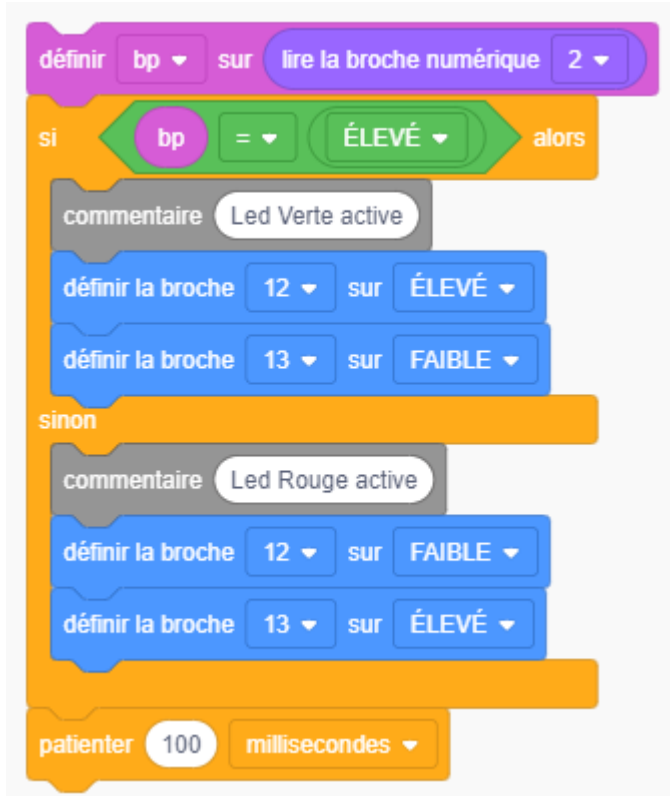 définir bp sur lire la broche numérique 2
si bp = ÉLEVÉ alors
commentaire Led Verte active
définir la broche 12 sur ÉLEVÉ
définir la broche 13 sur FAIBLE
sinon
commentaire Led Rouge active
définir la broche 12 sur FAIBLE
définir la broche 13 sur ÉLEVÉ
patienter 100 millisecondes